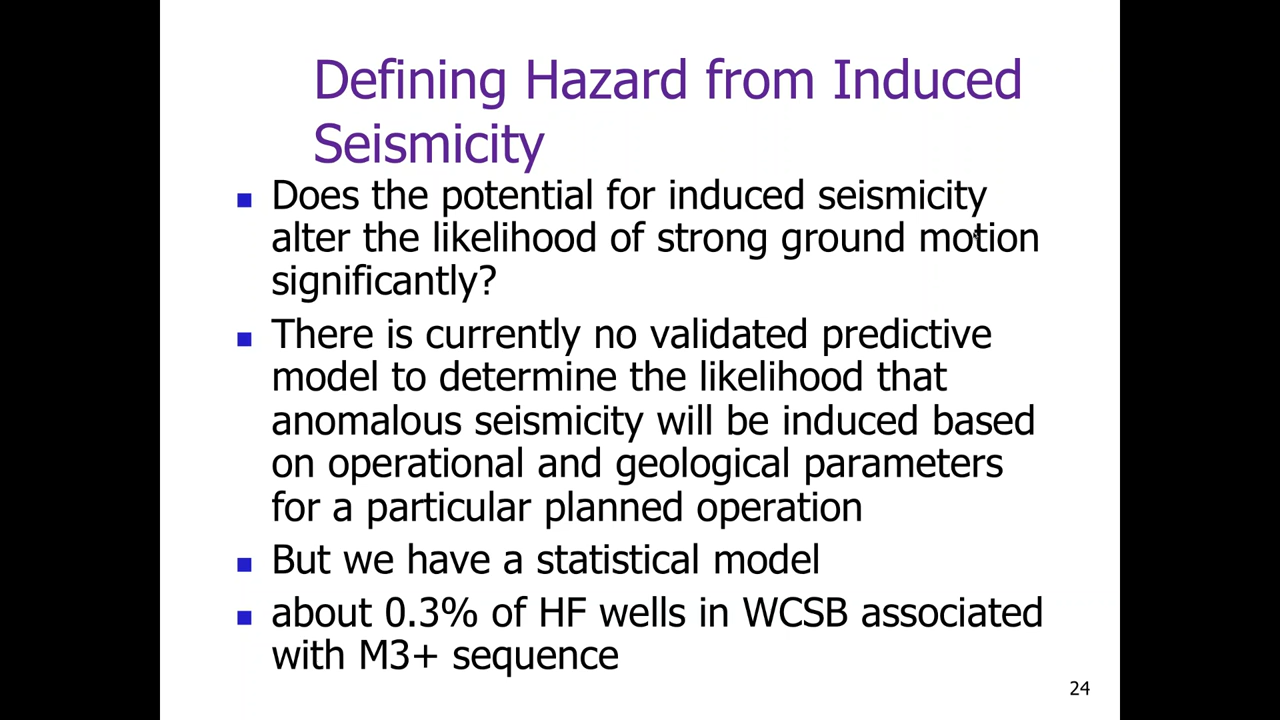 Defining Hazard from Induced
Seismicity
Does the potential for induced seismicity
alter the likelihood of strong ground motion
significantly?
There is currently no validated predictive
model to determine the likelihood that
anomalous seismicity will be induced based
on operational and geological parameters
for a particular planned operation
But we have a statistical model
about 0.3% of HF wells in WCSB associated
with M3+ sequence
24